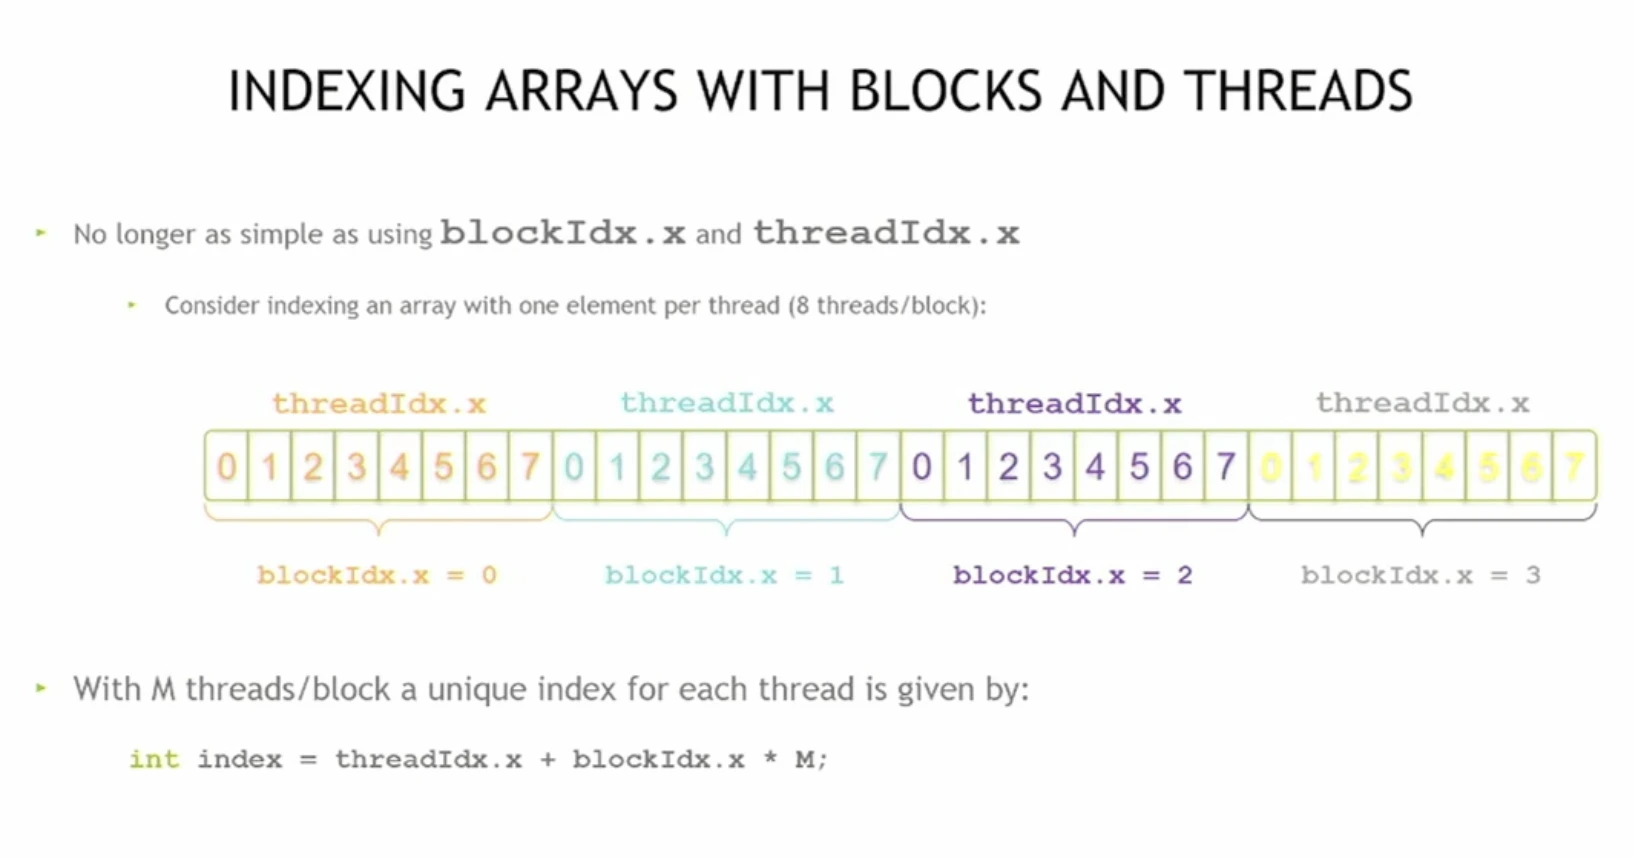 INDEXING ARRAYS WITH BLOCKS AND THREADS
No longer as simple as using blockIdx.x and threadIdx.x
Consider indexing an array with one element per thread (8 threads/block):
threadIdx.x threadIdx.x threadIdx.x threadIdx.x
0 1 2 3 4 5 6 7 0 1 2 3 4 5 6 7 0 1 2 3 4 5 6 7 0 1 2 3 4 5 6 7
blockIdx.x = 0 blockIdx.x = 1 blockIdx.x = 2 blockIdx.x = 3
With M threads/block a unique index for each thread is given by:
int index = threadIdx.x + blockIdx.x * M;